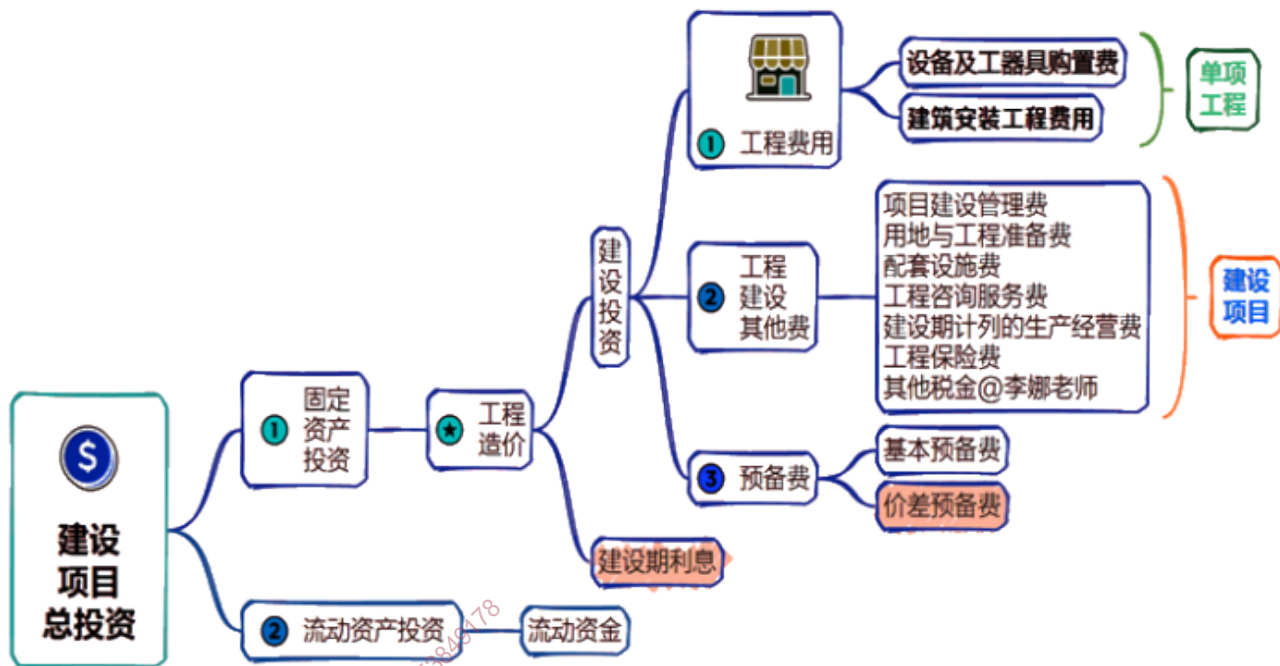 $
建设
项目
总投资
1
固定
资产
投资
★
工程
造价
建
设
投
资
1
工程费用
设备及工器具购置费
建筑安装工程费用
单项
工程
2
工程
建设
其他费
项目建设管理费
用地与工程准备费
配套设施费
工程咨询服务费
建设期计列的生产经营费
工程保险费
其他税金@李娜老师
建设
项目
3
预备费
基本预备费
价差预备费
建设期利息
2
流动资产投资
流动资金